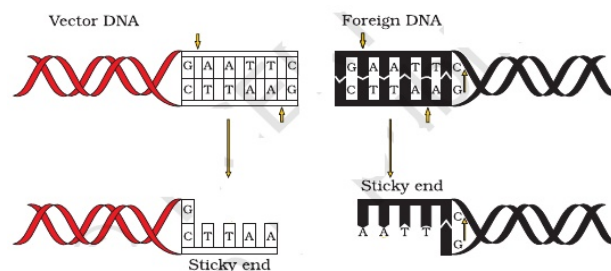 Vector DNA
Foreign DNA
G A A T T C
C T T A A G
G A A T T C
C T T A A G
Sticky end
G
C T T A A
Sticky end
A A T T
C
G